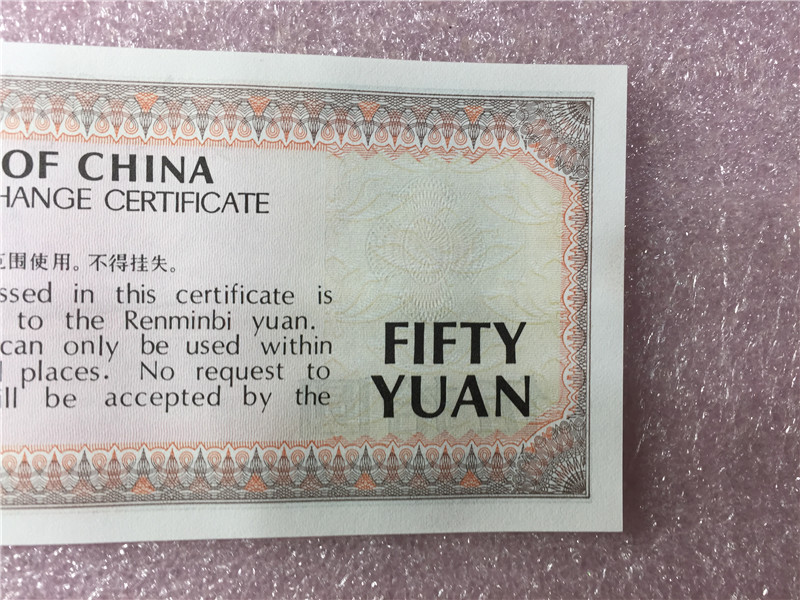 OF CHINA
HANGE CERTIFICATE
范围使用。不得挂失。
ssed in this certificate is
to the Renminbi yuan.
can only be used within
places. No request to
ill be accepted by the
FIFTY
YUAN